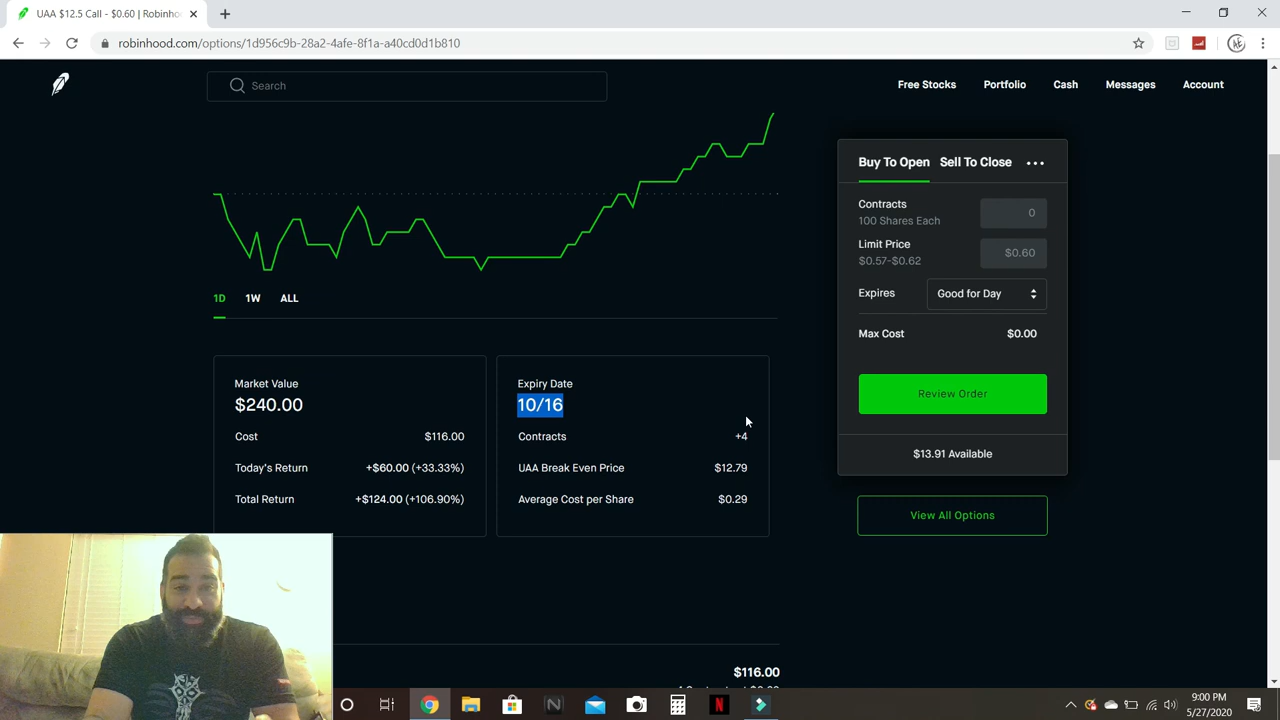 UAA $12.5 Call - $0.60 | Robinho
robinhood.com/options/1d956c9b-28a2-4afe-8f1a-a40cd0d1b810
Search
Free Stocks
Portfolio
Cash
Messages
Account
1D
1W
ALL
Market Value
$240.00
Cost
$116.00
Today's Return
+$60.00 (+33.33%)
Total Return
+$124.00 (+106.90%)
Expiry Date
10/16
Contracts
+4
UAA Break Even Price
$12.79
Average Cost per Share
$0.29
Buy To Open
Sell To Close
Contracts
100 Shares Each
0
Limit Price
$0.57-$0.62
$0.60
Expires
Good for Day
Max Cost
$0.00
Review Order
$13.91 Available
View All Options
$116.00
9:00 PM
5/27/2020